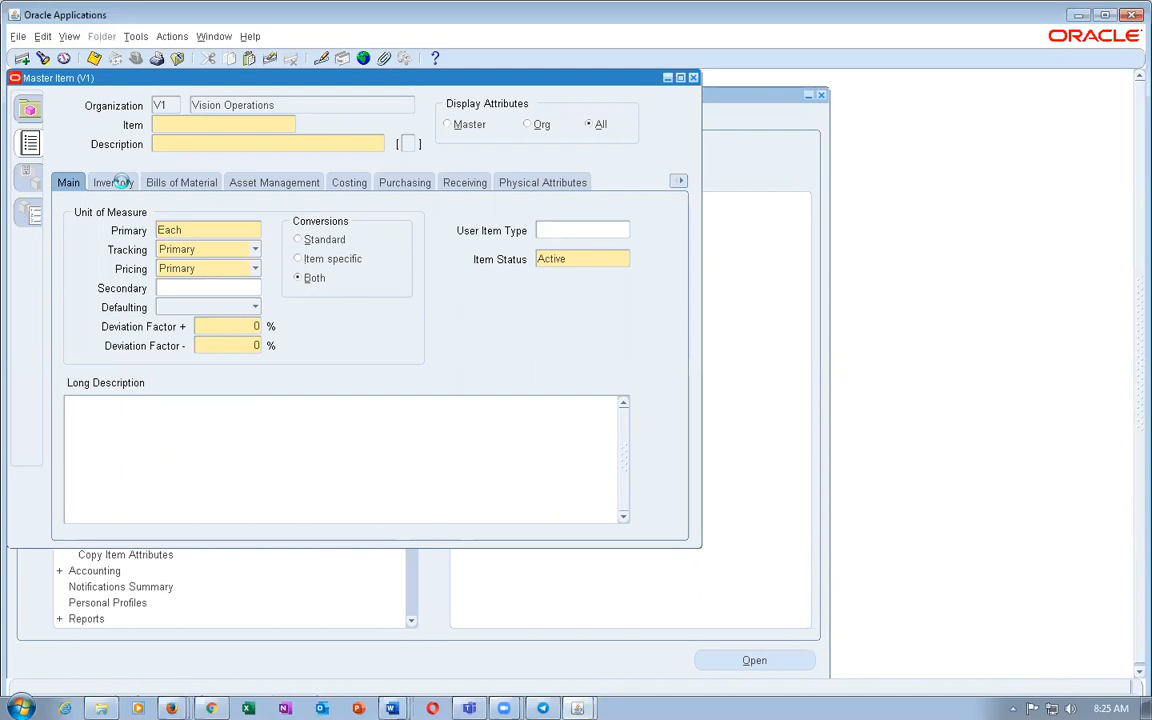 Oracle Applications
File Edit View Folder Tools Actions Window Help
ORACLE
Master Item (V1)
Organization V1 Vision Operations
Item
Description [ ]
Display Attributes
Master Org All
Main Inventory Bills of Material Asset Management Costing Purchasing Receiving Physical Attributes
Unit of Measure
Primary Each
Tracking Primary
Pricing Primary
Secondary
Defaulting
Deviation Factor + 0 %
Deviation Factor - 0 %
Conversions
Standard
Item specific
Both
User Item Type
Item Status Active
Long Description
Copy Item Attributes
+ Accounting
Notifications Summary
Personal Profiles
+ Reports
Open
8:25 AM